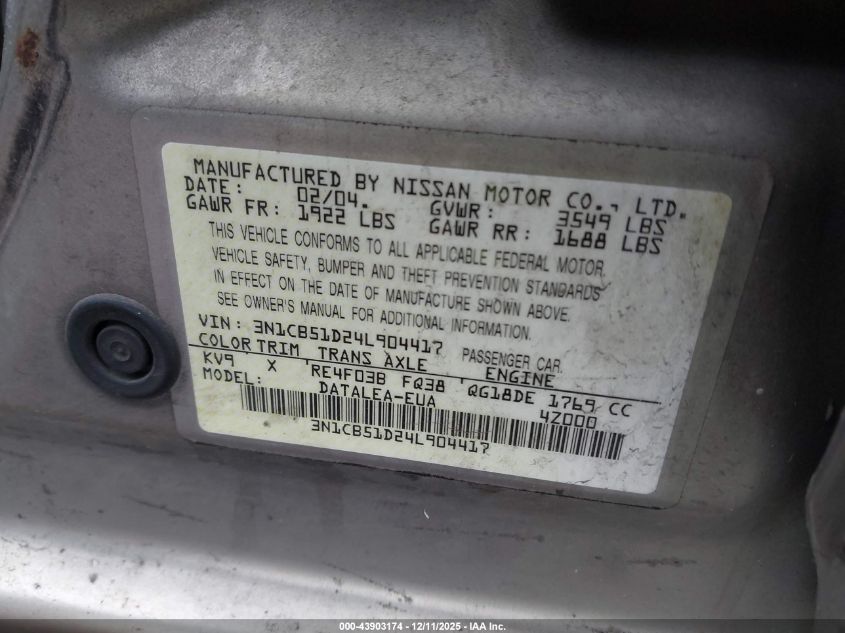 MANUFACTURED BY NISSAN MOTOR CO., LTD.
DATE: 02/04. GVWR: 3549 LBS
GAWR FR: 1922 LBS GAWR RR: 1688 LBS
THIS VEHICLE CONFORMS TO ALL APPLICABLE FEDERAL MOTOR
VEHICLE SAFETY, BUMPER AND THEFT PREVENTION STANDARDS
IN EFFECT ON THE DATE OF MANUFACTURE SHOWN ABOVE.
SEE OWNER'S MANUAL FOR ADDITIONAL INFORMATION.
VIN: 3N1CB51D24L904417 PASSENGER CAR
COLOR TRIM TRANS AXLE ENGINE
KV9 X RE4F03B FQ38 QG18DE 1769 CC
MODEL: DATALEA-EUA 4Z000
3N1CB51D24L904417
000-43903174 - 12/11/2025 - IAA Inc.